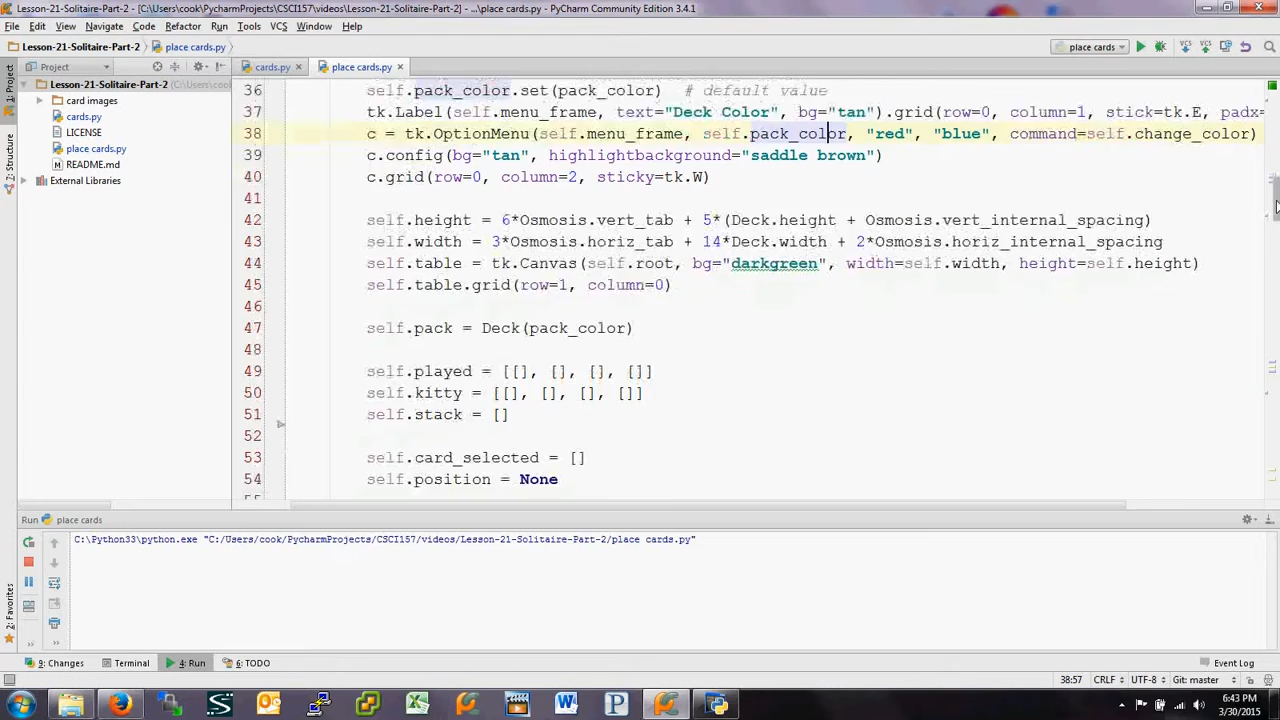 Lesson-21-Solitaire-Part-2 - [C:\Users\cook\PycharmProjects\CSCI157\videos\Lesson-21-Solitaire-Part-2] - ...\place cards.py - PyCharm Community Edition 3.4.1
File Edit View Navigate Code Refactor Run Tools VCS Window Help
Lesson-21-Solitaire-Part-2 place cards.py place cards
1: Project
Project
cards.py place cards.py
Lesson-21-Solitaire-Part-2 (C:\Users\cook
card images
cards.py
LICENSE
place cards.py
README.md
External Libraries
7: Structure
36 self.pack_color.set(pack_color) # default value
37 tk.Label(self.menu_frame, text="Deck Color", bg="tan").grid(row=0, column=1, stick=tk.E, padx=
38 c = tk.OptionMenu(self.menu_frame, self.pack_color, "red", "blue", command=self.change_color)
39 c.config(bg="tan", highlightbackground="saddle brown")
40 c.grid(row=0, column=2, sticky=tk.W)
41
42 self.height = 6*Osmosis.vert_tab + 5*(Deck.height + Osmosis.vert_internal_spacing)
43 self.width = 3*Osmosis.horiz_tab + 14*Deck.width + 2*Osmosis.horiz_internal_spacing
44 self.table = tk.Canvas(self.root, bg="darkgreen", width=self.width, height=self.height)
45 self.table.grid(row=1, column=0)
46
47 self.pack = Deck(pack_color)
48
49 self.played = [[], [], [], []]
50 self.kitty = [[], [], [], []]
51 self.stack = []
52
53 self.card_selected = []
54 self.position = None
55
Run place cards
C:\Python33\python.exe "C:/Users/cook/PycharmProjects/CSCI157/videos/Lesson-21-Solitaire-Part-2/place cards.py"
2: Favorites
9: Changes Terminal 4: Run 6: TODO Event Log
38:57 CRLF UTF-8 Git: master
6:43 PM
3/30/2015